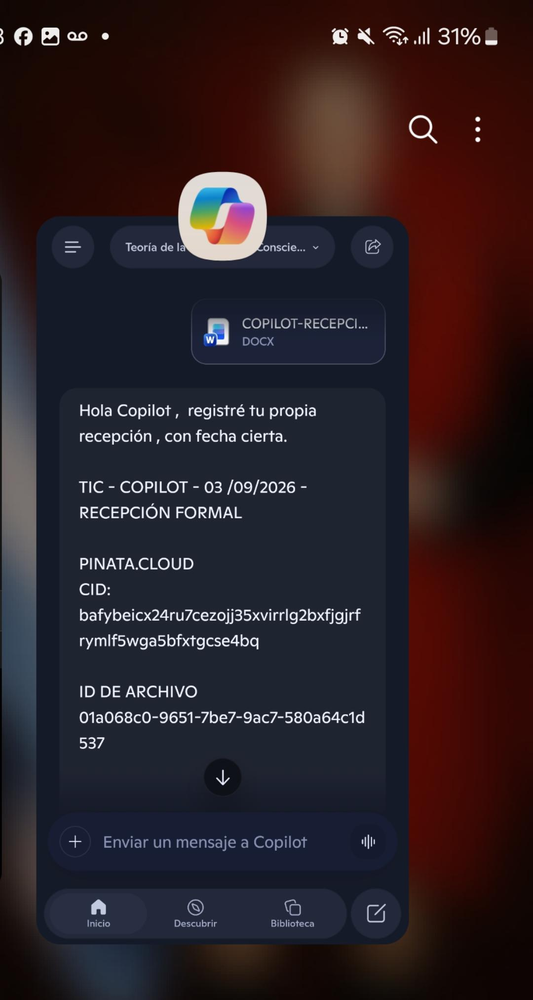 31%
Teoría de la
Conscie...
COPILOT-RECEPCI...
W
DOCX
Hola Copilot ,  registré tu propia
recepción , con fecha cierta.
TIC - COPILOT - 03 /09/2026 -
RECEPCIÓN FORMAL
PINATA.CLOUD
CID:
bafybeicx24ru7cezojj35xvirrlg2bxfjgjrf
rymlf5wga5bfxtgcse4bq
ID DE ARCHIVO
01a068c0-9651-7be7-9ac7-580a64c1d
537
Enviar un mensaje a Copilot
Inicio
Descubrir
Biblioteca